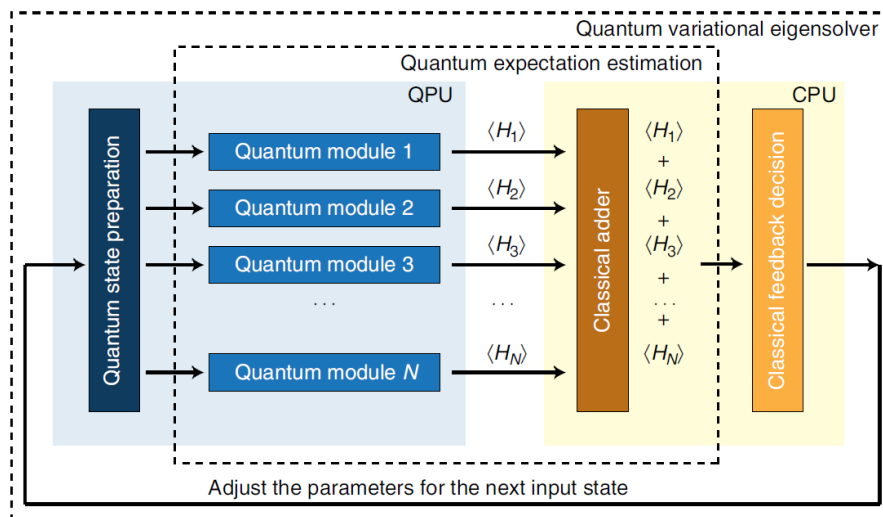 Quantum variational eigensolver
Quantum expectation estimation
QPU
CPU
Quantum state preparation
Quantum module 1
Quantum module 2
Quantum module 3
...
Quantum module N
⟨H₁⟩
⟨H₂⟩
⟨H₃⟩
...
⟨H_N⟩
Classical adder
⟨H₁⟩
+
⟨H₂⟩
+
⟨H₃⟩
+
...
+
⟨H_N⟩
Classical feedback decision
Adjust the parameters for the next input state